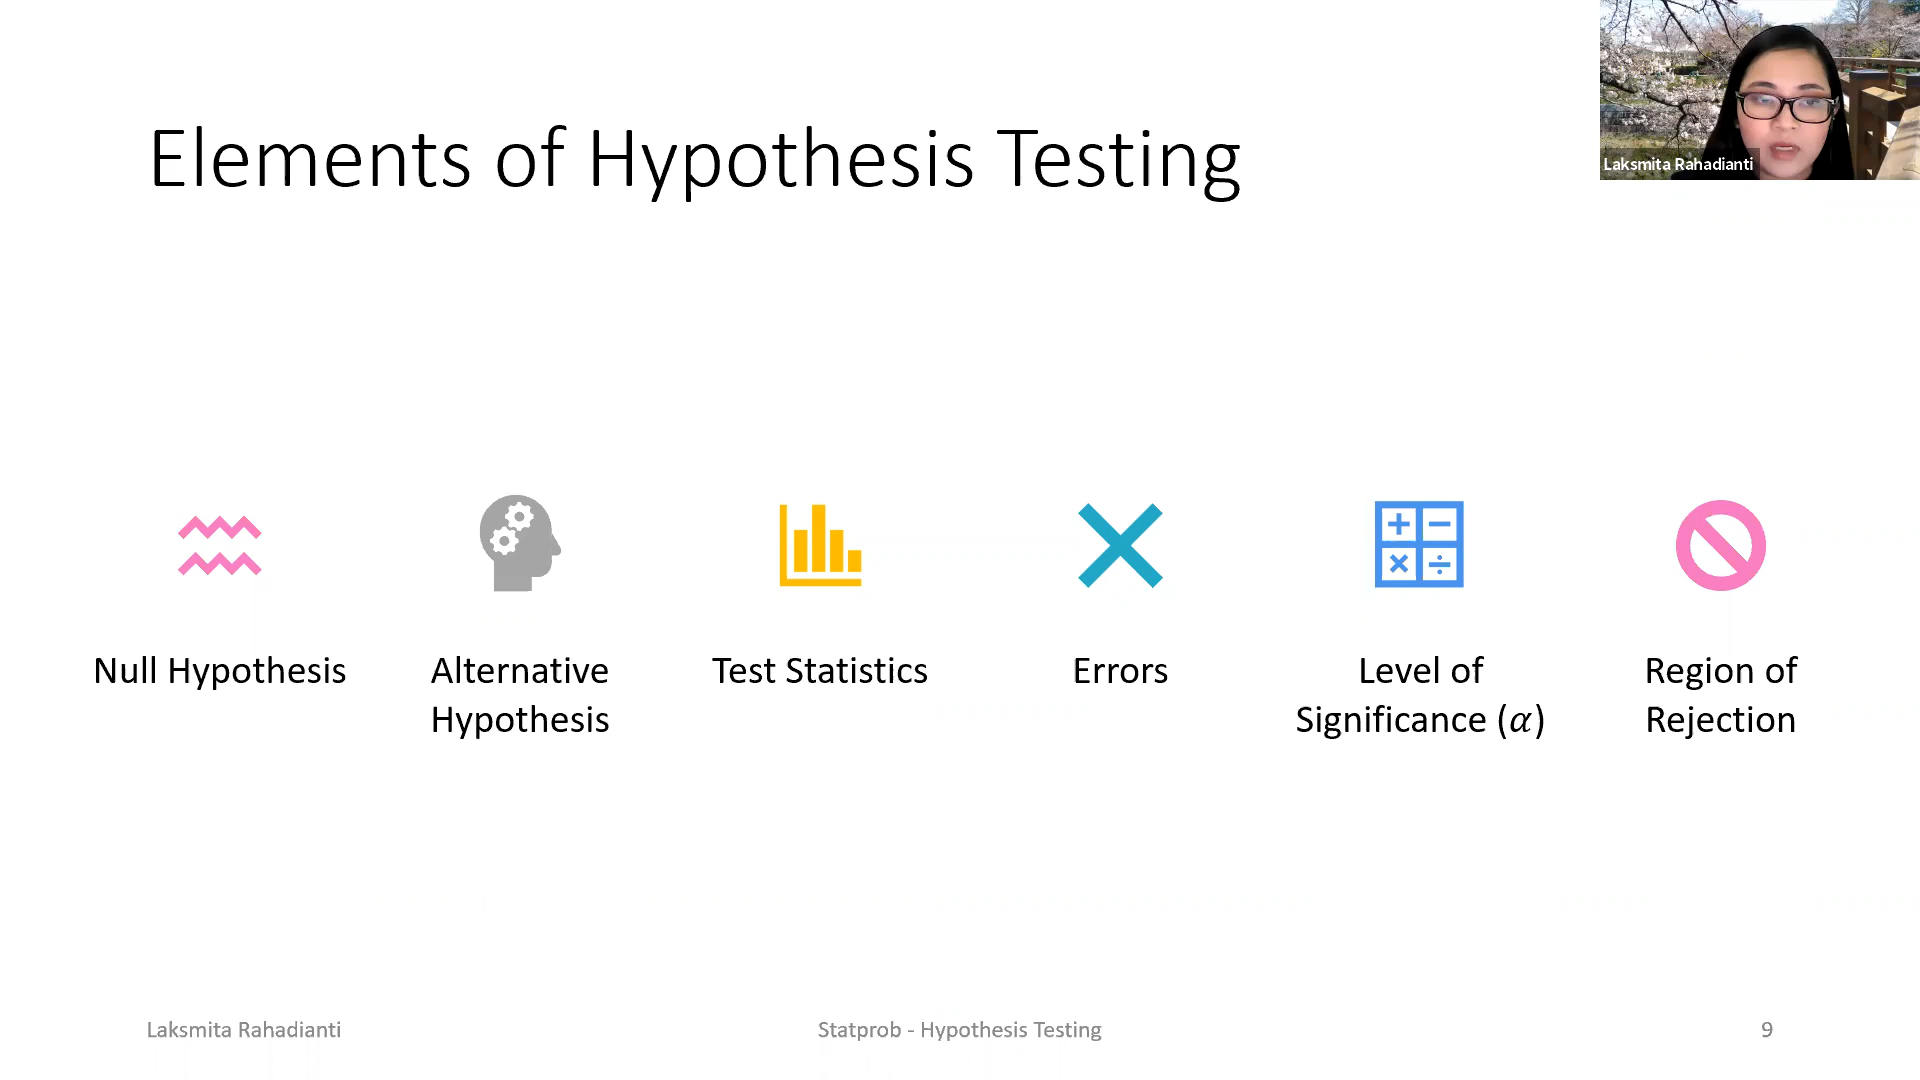 Elements of Hypothesis Testing
Laksmita Rahadianti
Null Hypothesis
Alternative
Hypothesis
Test Statistics
Errors
Level of
Significance (𝛼)
Region of
Rejection
Laksmita Rahadianti
Statprob - Hypothesis Testing
9